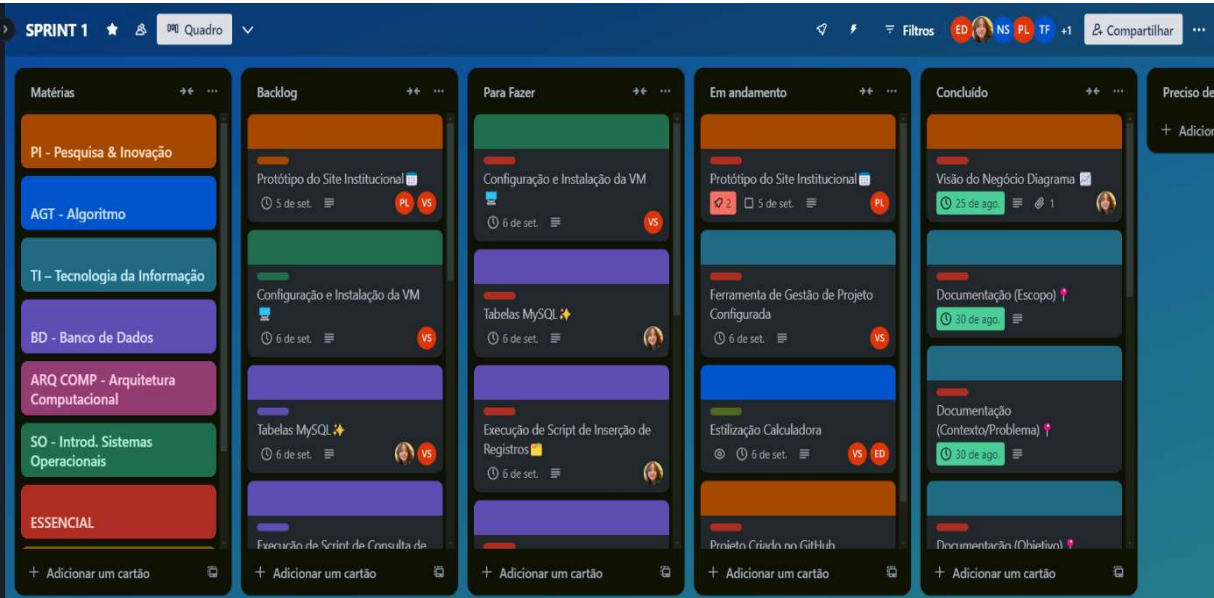 SPRINT 1
Quadro
Filtros
ED
NS
PL
TF
+1
Compartilhar
Matérias
PI - Pesquisa & Inovação
AGT - Algoritmo
TI – Tecnologia da Informação
BD - Banco de Dados
ARQ COMP - Arquitetura
Computacional
SO - Introd. Sistemas
Operacionais
ESSENCIAL
+ Adicionar um cartão
Backlog
Protótipo do Site Institucional
5 de set.
PL
VS
Configuração e Instalação da VM
6 de set.
VS
Tabelas MySQL
6 de set.
VS
Execução de Script de Consulta de
+ Adicionar um cartão
Para Fazer
Configuração e Instalação da VM
6 de set.
VS
Tabelas MySQL
6 de set.
Execução de Script de Inserção de
Registros
6 de set.
+ Adicionar um cartão
Em andamento
Protótipo do Site Institucional
2
5 de set.
PL
Ferramenta de Gestão de Projeto
Configurada
6 de set.
VS
Estilização Calculadora
6 de set.
VS
ED
Projeto Criado no GitHub
+ Adicionar um cartão
Concluído
Visão do Negócio Diagrama
25 de ago.
1
Documentação (Escopo)
30 de ago.
Documentação
(Contexto/Problema)
30 de ago.
Documentação (Objetivo)
+ Adicionar um cartão
Preciso de
+ Adicion